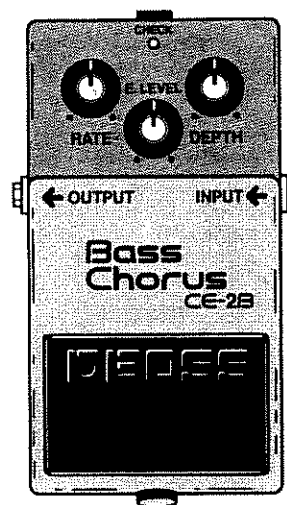 CHECK
E. LEVEL
RATE DEPTH
← OUTPUT INPUT ←
Bass
Chorus
CE-2B
BOSS